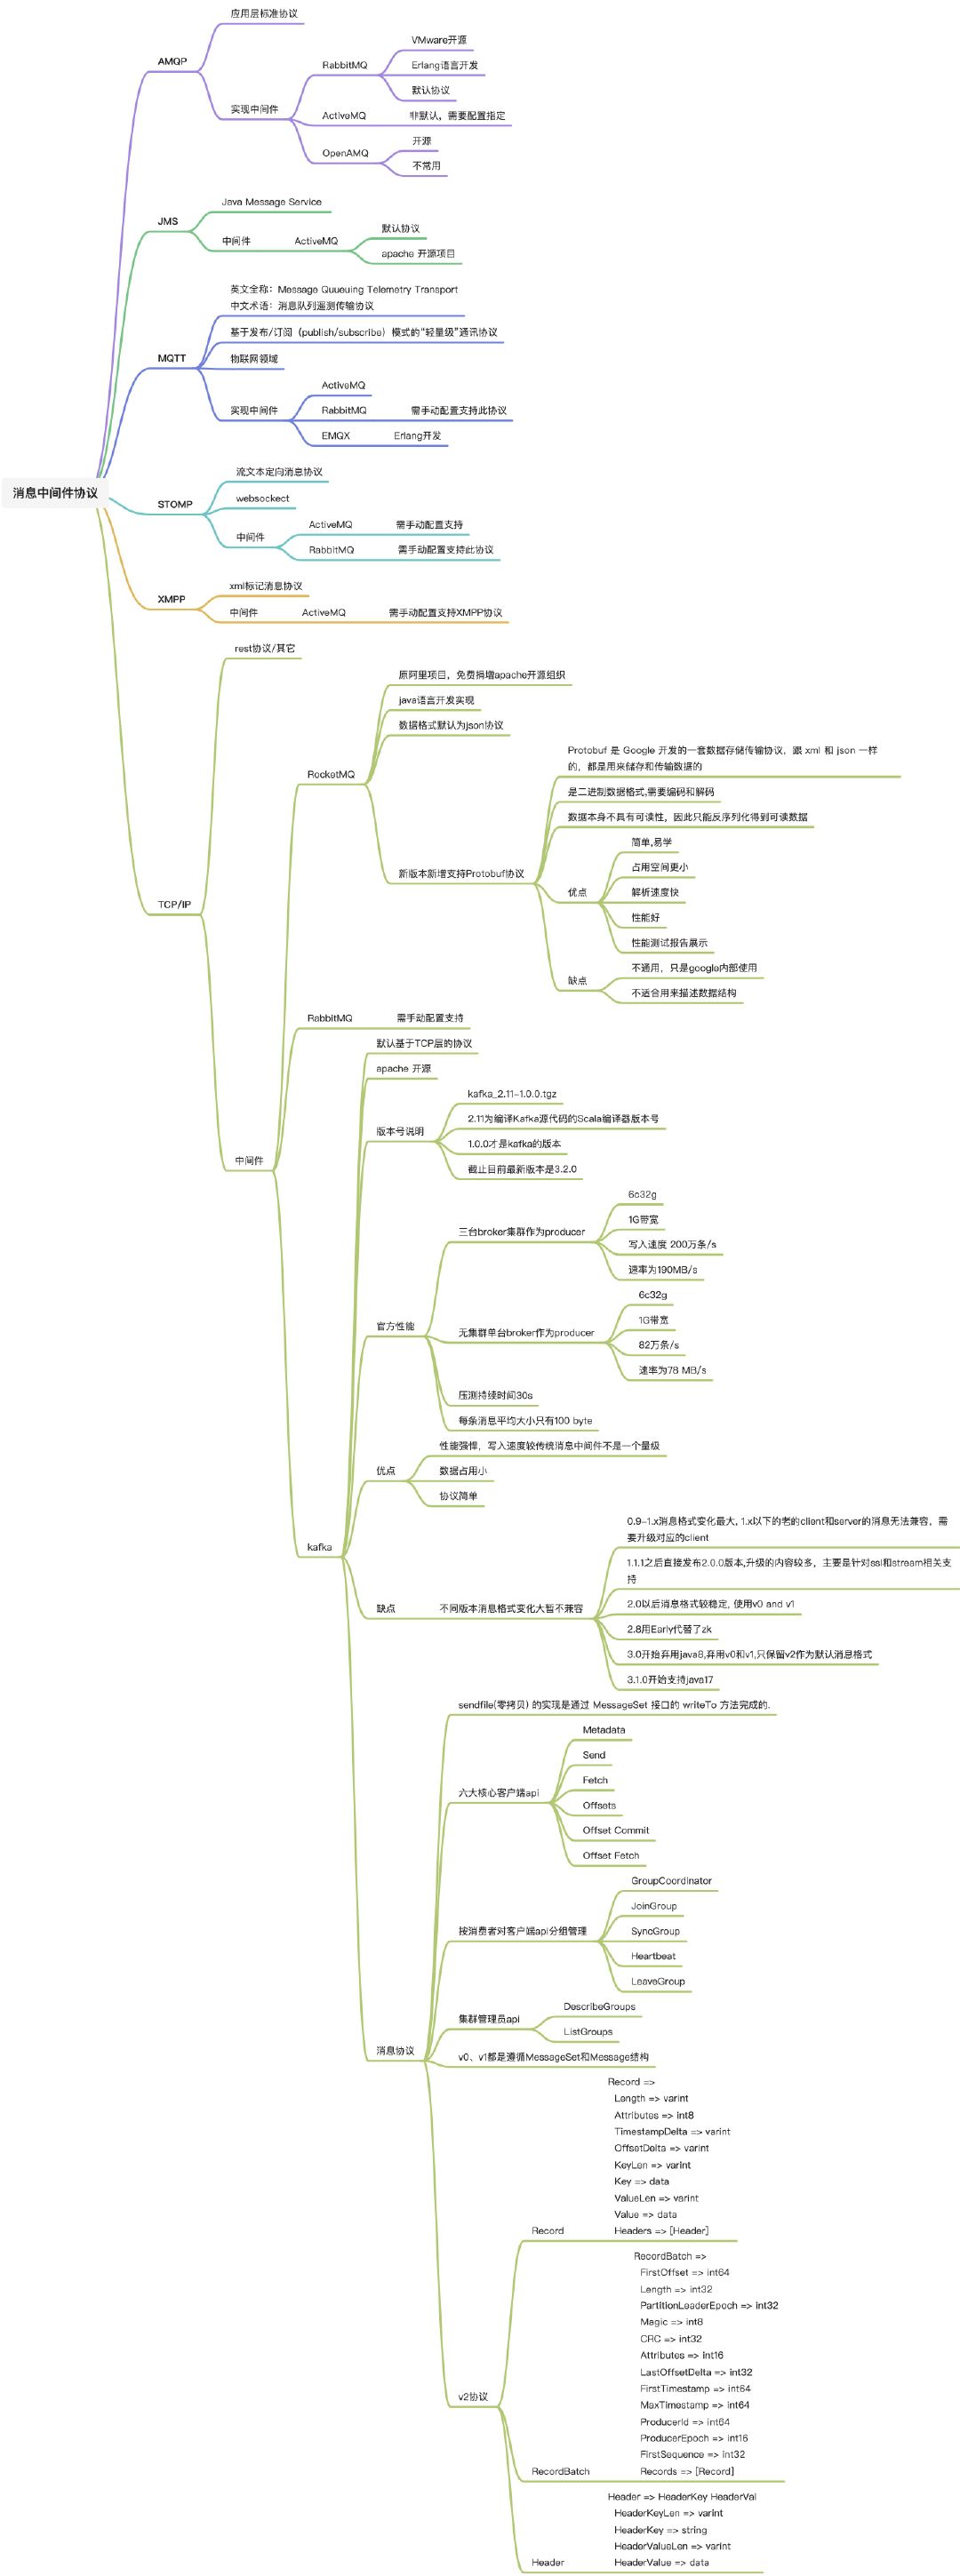 应用层标准协议
AMQP
VMware开源
RabbitMQ
Erlang语言开发
默认协议
实现中间件
ActiveMQ
非默认，需要配置指定
开源
OpenAMQ
不常用
Java Message Service
JMS
默认协议
中间件
ActiveMQ
apache 开源项目
英文全称：Message Quueuing Telemetry Transport
中文术语：消息队列遥测传输协议
基于发布/订阅（publish/subscribe）模式的“轻量级”通讯协议
MQTT
物联网领域
ActiveMQ
实现中间件
RabbitMQ
需手动配置支持此协议
EMQX
Erlang开发
流文本定向消息协议
消息中间件协议
websockect
STOMP
ActiveMQ
需手动配置支持
中间件
RabbitMQ
需手动配置支持此协议
xml标记消息协议
XMPP
中间件
ActiveMQ
需手动配置支持XMPP协议
rest协议/其它
原阿里项目，免费捐增apache开源组织
java语言开发实现
数据格式默认为json协议
RocketMQ
Protobuf 是 Google 开发的一套数据存储传输协议，跟 xml 和 json 一样
的，都是用来储存和传输数据的
是二进制数据格式,需要编码和解码
数据本身不具有可读性，因此只能反序列化得到可读数据
简单,易学
新版本新增支持Protobuf协议
占用空间更小
优点
解析速度快
性能好
性能测试报告展示
TCP/IP
不通用，只是google内部使用
缺点
不适合用来描述数据结构
RabbitMQ
需手动配置支持
默认基于TCP层的协议
apache 开源
kafka_2.11-1.0.0.tgz
2.11为编译Kafka源代码的Scala编译器版本号
版本号说明
1.0.0才是kafka的版本
中间件
截止目前最新版本是3.2.0
6c32g
1G带宽
三台broker集群作为producer
写入速度 200万条/s
速率为190MB/s
6c32g
官方性能
1G带宽
无集群单台broker作为producer
82万条/s
速率为78 MB/s
压测持续时间30s
每条消息平均大小只有100 byte
性能强悍，写入速度较传统消息中间件不是一个量级
优点
数据占用小
协议简单
kafka
0.9-1.x消息格式变化最大, 1.x以下的老的client和server的消息无法兼容，需
要升级对应的client
1.1.1之后直接发布2.0.0版本,升级的内容较多，主要是针对ssl和stream相关支
持
缺点
不同版本消息格式变化大暂不兼容
2.0以后消息格式较稳定, 使用v0 and v1
2.8用Early代替了zk
3.0开始弃用java8,弃用v0和v1,只保留v2作为默认消息格式
3.1.0开始支持java17
sendfile(零拷贝) 的实现是通过 MessageSet 接口的 writeTo 方法完成的.
Metadata
Send
六大核心客户端api
Fetch
Offsets
Offset Commit
Offset Fetch
GroupCoordinator
JoinGroup
按消费者对客户端api分组管理
SyncGroup
Heartbeat
LeaveGroup
DescribeGroups
集群管理员api
ListGroups
消息协议
v0、v1都是遵循MessageSet和Message结构
Record =>
Length => varint
Attributes => int8
TimestampDelta => varint
OffsetDelta => varint
KeyLen => varint
Key => data
ValueLen => varint
Value => data
Record
Headers => [Header]
RecordBatch =>
FirstOffset => int64
Length => int32
PartitionLeaderEpoch => int32
Magic => int8
CRC => int32
Attributes => int16
LastOffsetDelta => int32
FirstTimestamp => int64
v2协议
MaxTimestamp => int64
ProducerId => int64
ProducerEpoch => int16
FirstSequence => int32
RecordBatch
Records => [Record]
Header => HeaderKey HeaderVal
HeaderKeyLen => varint
HeaderKey => string
HeaderValueLen => varint
Header
HeaderValue => data